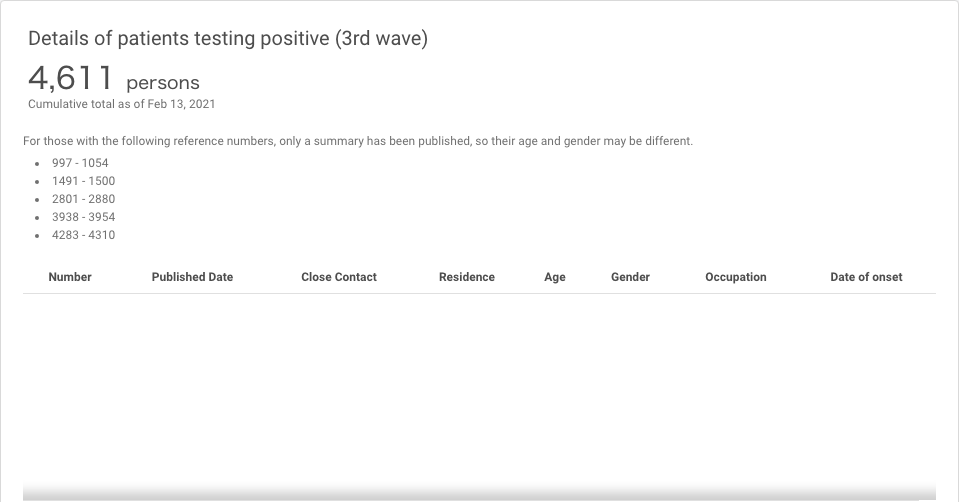 Details of patients testing positive (3rd wave)
4,611 persons
Cumulative total as of Feb 13, 2021
For those with the following reference numbers, only a summary has been published, so their age and gender may be different.
• 997 - 1054
• 1491 - 1500
• 2801 - 2880
• 3938 - 3954
• 4283 - 4310
Number Published Date Close Contact Residence Age Gender Occupation Date of onset